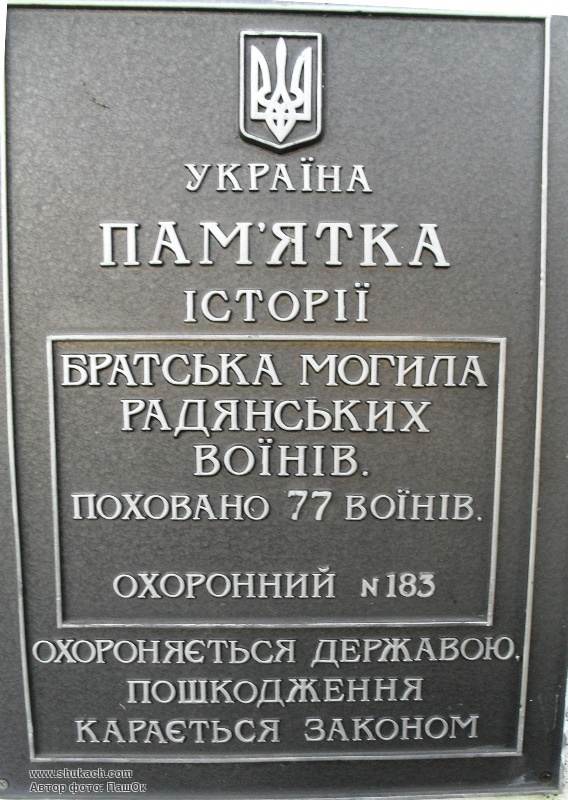 УКРАЇНА
ПАМ'ЯТКА
ІСТОРІЇ
БРАТСЬКА МОГИЛА
РАДЯНСЬКИХ
ВОЇНІВ.
ПОХОВАНО 77 ВОЇНІВ.
ОХОРОННИЙ N 183
ОХОРОНЯЄТЬСЯ ДЕРЖАВОЮ.
ПОШКОДЖЕННЯ
КАРАЄТЬСЯ ЗАКОНОМ
www.shukach.com
Автор фото: ПашОк